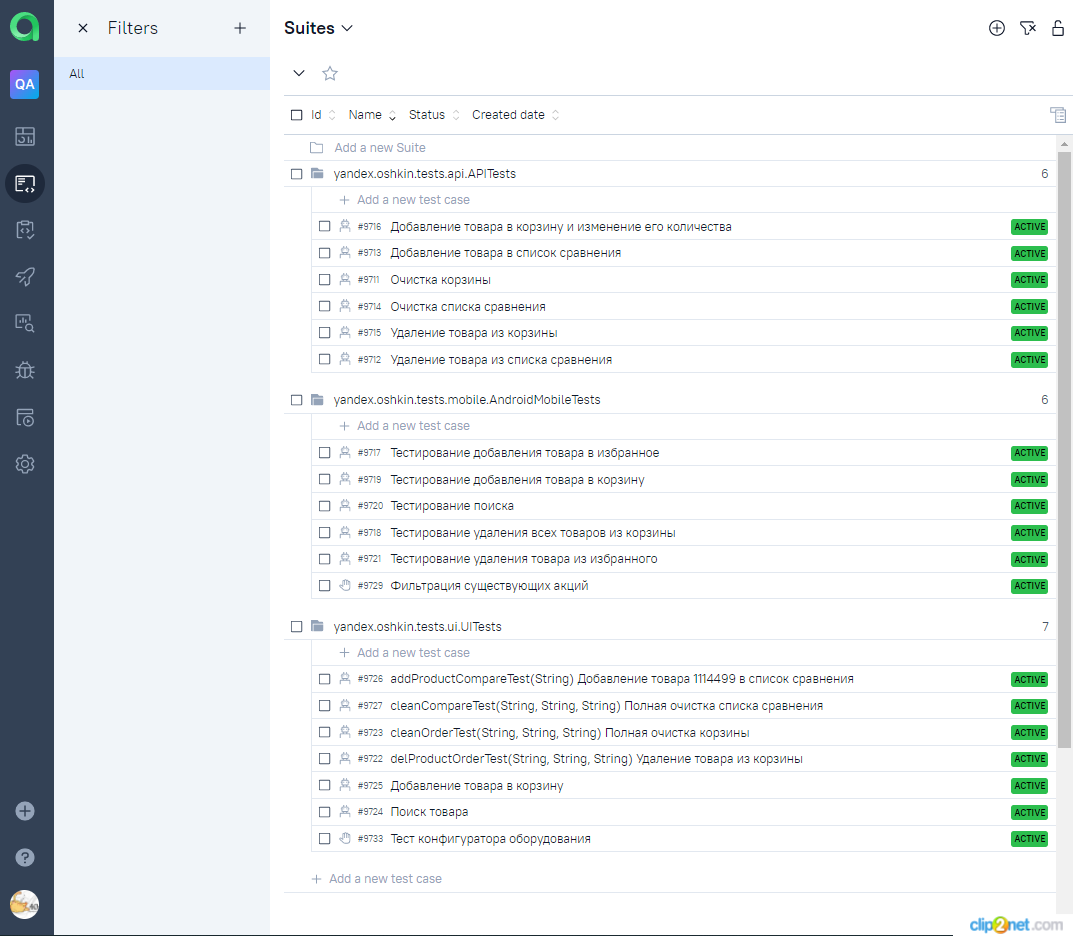 Filters
Suites
QA
All
Id Name Status Created date
Add a new Suite
yandex.oshkin.tests.api.APITests 6
Add a new test case
#9716 Добавление товара в корзину и изменение его количества ACTIVE
#9713 Добавление товара в список сравнения ACTIVE
#9711 Очистка корзины ACTIVE
#9714 Очистка списка сравнения ACTIVE
#9715 Удаление товара из корзины ACTIVE
#9712 Удаление товара из списка сравнения ACTIVE
yandex.oshkin.tests.mobile.AndroidMobileTests 6
Add a new test case
#9717 Тестирование добавления товара в избранное ACTIVE
#9719 Тестирование добавления товара в корзину ACTIVE
#9720 Тестирование поиска ACTIVE
#9718 Тестирование удаления всех товаров из корзины ACTIVE
#9721 Тестирование удаления товара из избранного ACTIVE
#9729 Фильтрация существующих акций ACTIVE
yandex.oshkin.tests.ui.UITests 7
Add a new test case
#9726 addProductCompareTest(String) Добавление товара 1114499 в список сравнения ACTIVE
#9727 cleanCompareTest(String, String, String) Полная очистка списка сравнения ACTIVE
#9723 cleanOrderTest(String, String, String) Полная очистка корзины ACTIVE
#9722 delProductOrderTest(String, String, String) Удаление товара из корзины ACTIVE
#9725 Добавление товара в корзину ACTIVE
#9724 Поиск товара ACTIVE
#9733 Тест конфигуратора оборудования ACTIVE
Add a new test case
clip2net.com